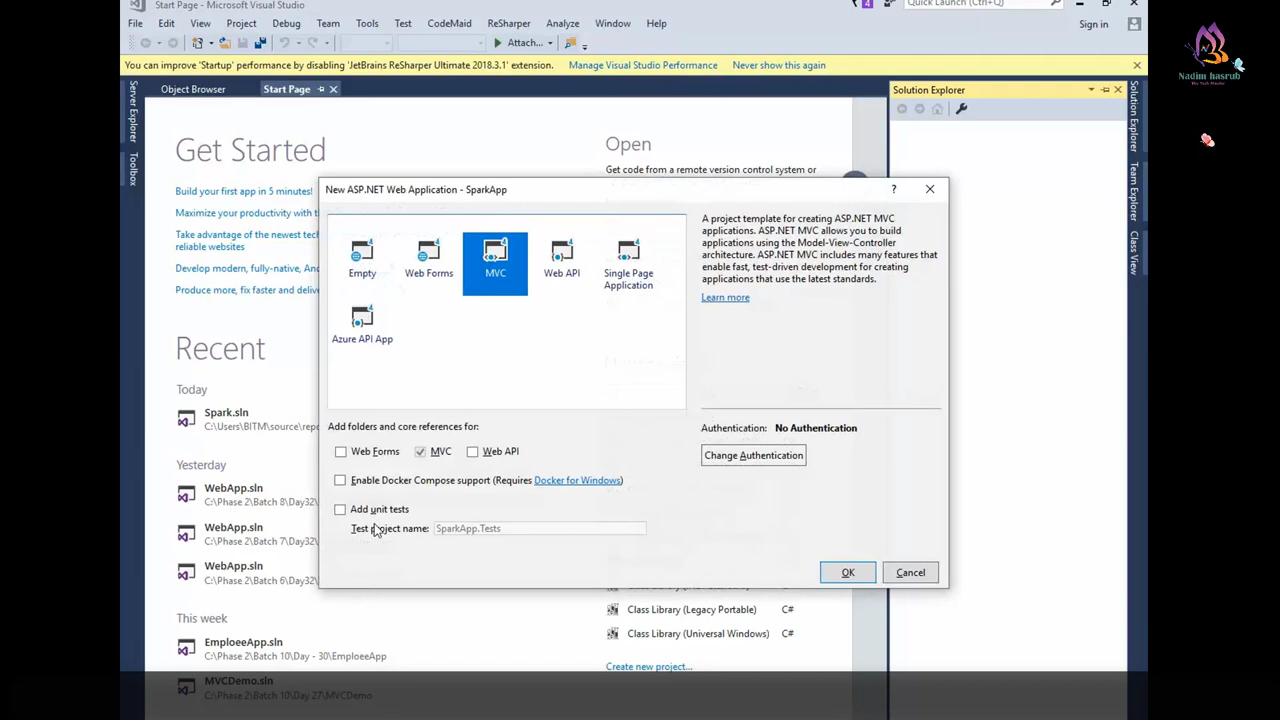 Start Page - Microsoft Visual Studio
4
Quick Launch (Ctrl+Q)
File Edit View Project Debug Team Tools Test CodeMaid ReSharper Analyze Window Help
Sign in
Attach...
You can improve 'Startup' performance by disabling 'JetBrains ReSharper Ultimate 2018.3.1' extension. Manage Visual Studio Performance Never show this again
Server Explorer
Toolbox
Object Browser
Start Page
Solution Explorer
Solution Explorer
Team Explorer
Class View
Nadim hasrub
Get Started
Build your first app in 5 minutes!
Maximize your productivity with
Take advantage of the newest
reliable websites
Develop modern, fully-native,
Produce more, fix faster and
Open
Get code from a remote version control system or
New ASP.NET Web Application - SparkApp
?
Empty
Web Forms
MVC
Web API
Single Page
Application
Azure API App
A project template for creating ASP.NET MVC
applications. ASP.NET MVC allows you to build
applications using the Model-View-Controller
architecture. ASP.NET MVC includes many features that
enable fast, test-driven development for creating
applications that use the latest standards.
Learn more
Add folders and core references for:
Web Forms MVC Web API
Enable Docker Compose support (Requires Docker for Windows)
Add unit tests
Test project name: SparkApp.Tests
Authentication: No Authentication
Change Authentication
OK
Cancel
Recent
Today
Spark.sln
C:\Users\BITM\source\repo
Yesterday
WebApp.sln
C:\Phase 2\Batch 8\Day32\
WebApp.sln
C:\Phase 2\Batch 7\Day32\
WebApp.sln
C:\Phase 2\Batch 6\Day32\
This week
EmploeeApp.sln
C:\Phase 2\Batch 10\Day - 30\EmploeeApp
MVCDemo.sln
C:\Phase 2\Batch 10\Day 27\MVCDemo
C#
Class Library (Legacy Portable) C#
Class Library (Universal Windows) C#
Create new project...